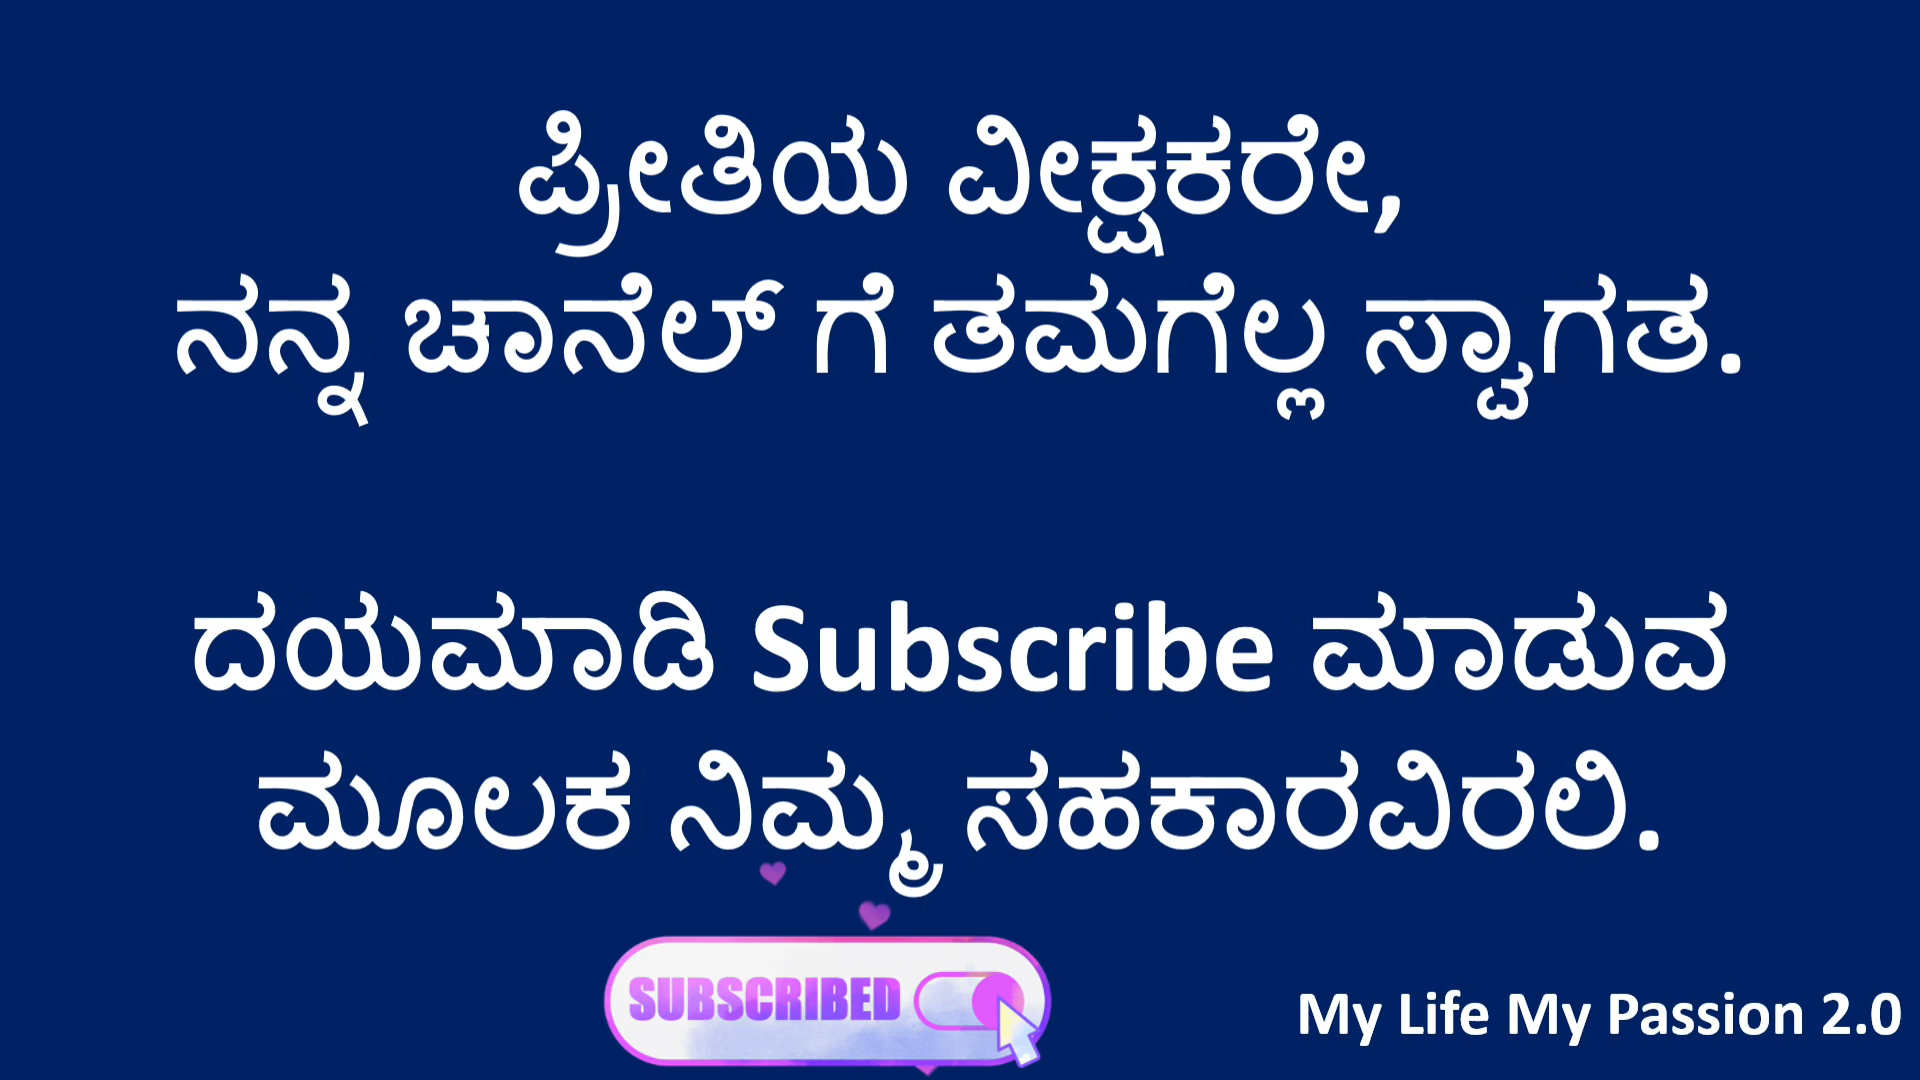 ಪ್ರೀತಿಯ ವೀಕ್ಷಕರೇ,
ನನ್ನ ಚಾನೆಲ್ ಗೆ ತಮಗೆಲ್ಲ ಸ್ವಾಗತ.
ದಯಮಾಡಿ Subscribe ಮಾಡುವ
ಮೂಲಕ ನಿಮ್ಮ ಸಹಕಾರವಿರಲಿ.
SUBSCRIBED
My Life My Passion 2.0